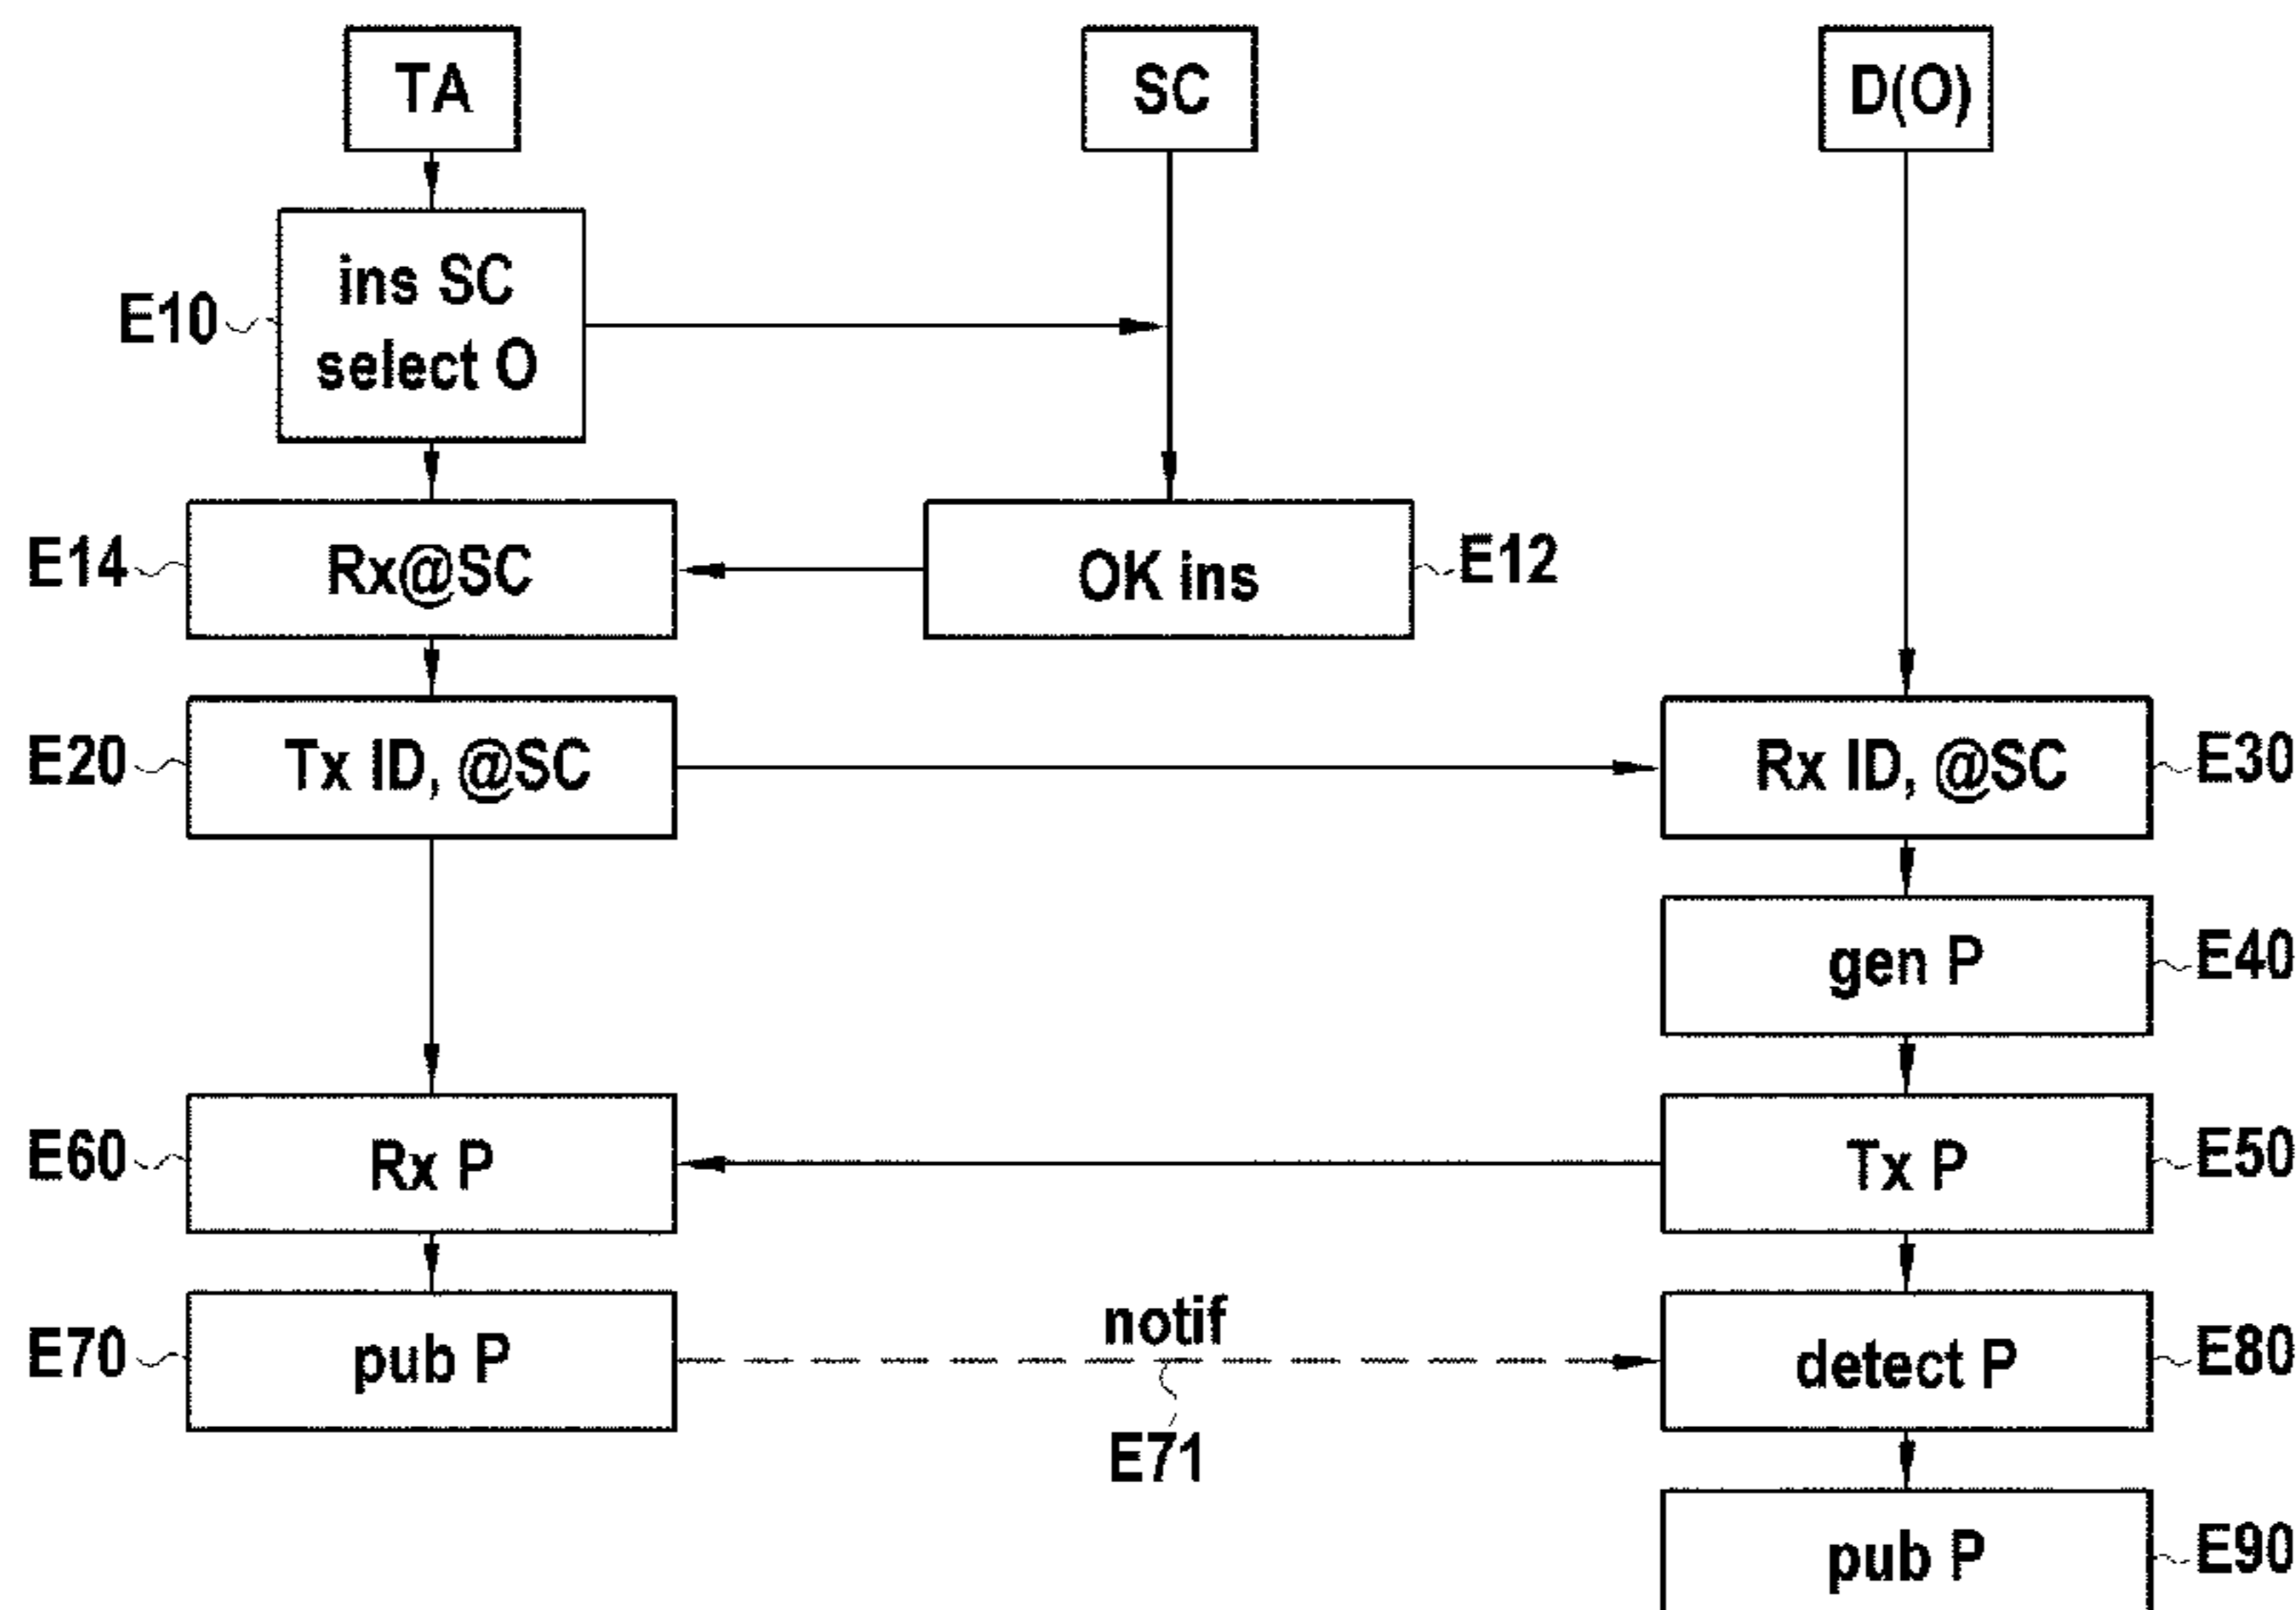 TA
SC
D(O)
E10
ins SC
select O
E14
Rx@SC
OK ins
E12
E20
Tx ID, @SC
Rx ID, @SC
E30
gen P
E40
E60
Rx P
Tx P
E50
E70
pub P
notif
E71
detect P
E80
pub P
E90